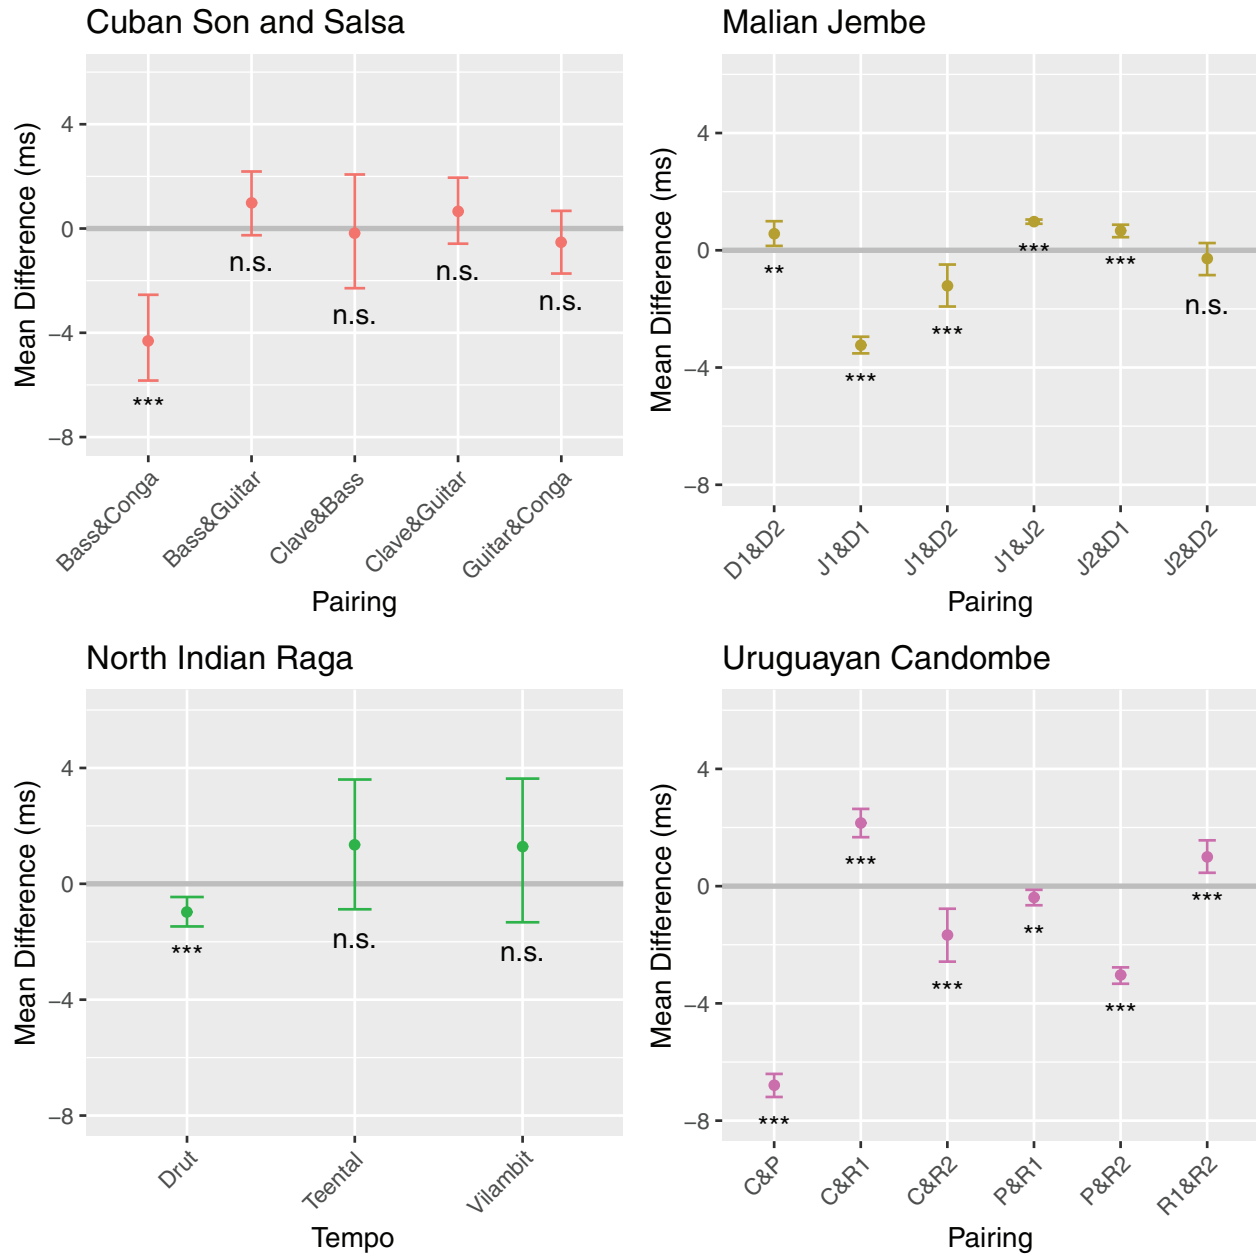 Cuban Son and Salsa
Mean Difference (ms)
4
0
−4
−8
n.s.
n.s.
n.s.
n.s.
***
Bass&Conga
Bass&Guitar
Clave&Bass
Clave&Guitar
Guitar&Conga
Pairing
Malian Jembe
Mean Difference (ms)
4
0
−4
−8
**
***
***
***
***
n.s.
D1&D2
J1&D1
J1&D2
J1&J2
J2&D1
J2&D2
Pairing
North Indian Raga
Mean Difference (ms)
4
0
−4
−8
***
n.s.
n.s.
Drut
Teental
Vilambit
Tempo
Uruguayan Candombe
Mean Difference (ms)
4
0
−4
−8
***
***
***
**
***
***
C&P
C&R1
C&R2
P&R1
P&R2
R1&R2
Pairing